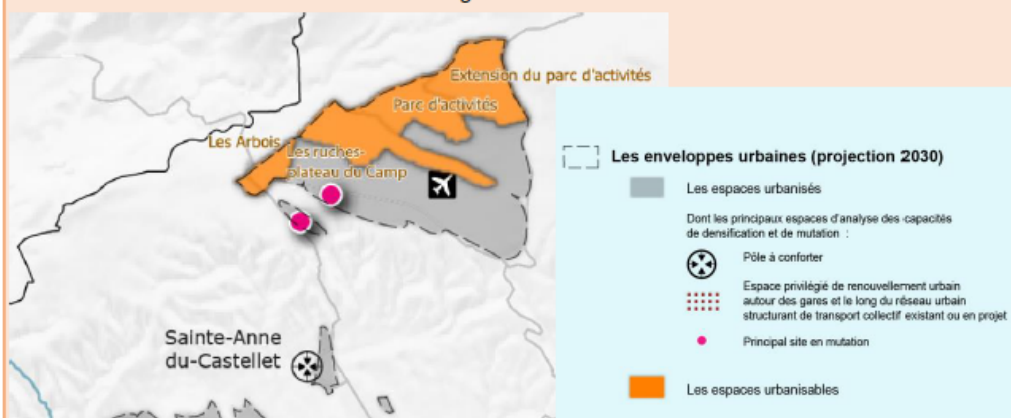 Extension du parc d'activités
Parc d'activités
Les Arbois
Les ruches-
plateau du Camp
Sainte-Anne
du-Castellet
Les enveloppes urbaines (projection 2030)
Les espaces urbanisés
Dont les principaux espaces d'analyse des capacités
de densification et de mutation :
Pôle à conforter
Espace privilégié de renouvellement urbain
autour des gares et le long du réseau urbain
structurant de transport collectif existant ou en projet
Principal site en mutation
Les espaces urbanisables